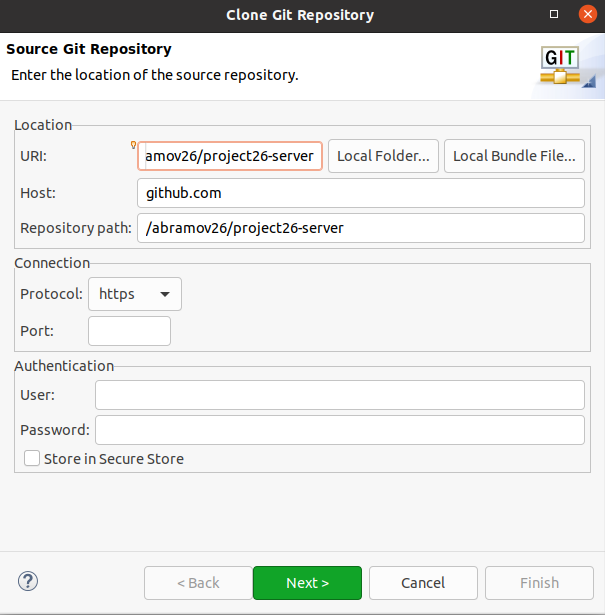 Clone Git Repository
Source Git Repository
Enter the location of the source repository.
GIT
Location
URI: amov26/project26-server Local Folder... Local Bundle File...
Host: github.com
Repository path: /abramov26/project26-server
Connection
Protocol: https
Port:
Authentication
User:
Password:
Store in Secure Store
? < Back Next > Cancel Finish